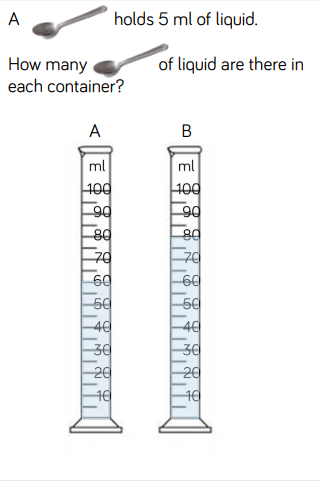 A holds 5 ml of liquid.
How many of liquid are there in
each container?
A B
ml ml
100 100
90 90
80 80
70 70
60 60
50 50
40 40
30 30
20 20
10 10